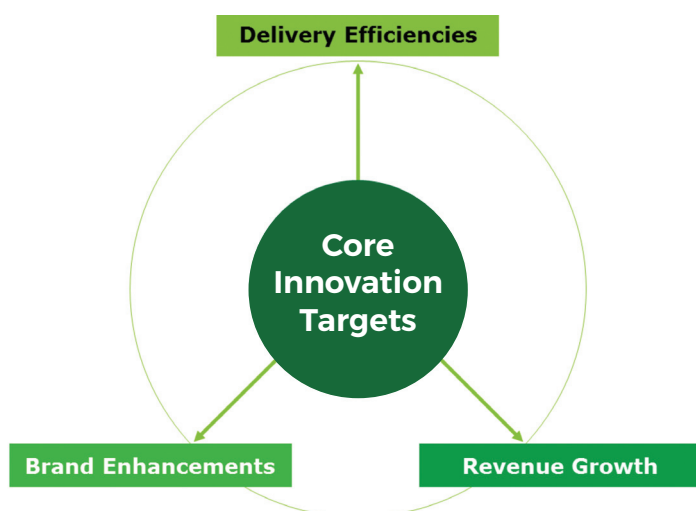 Delivery Efficiencies
Core
Innovation
Targets
Brand Enhancements
Revenue Growth